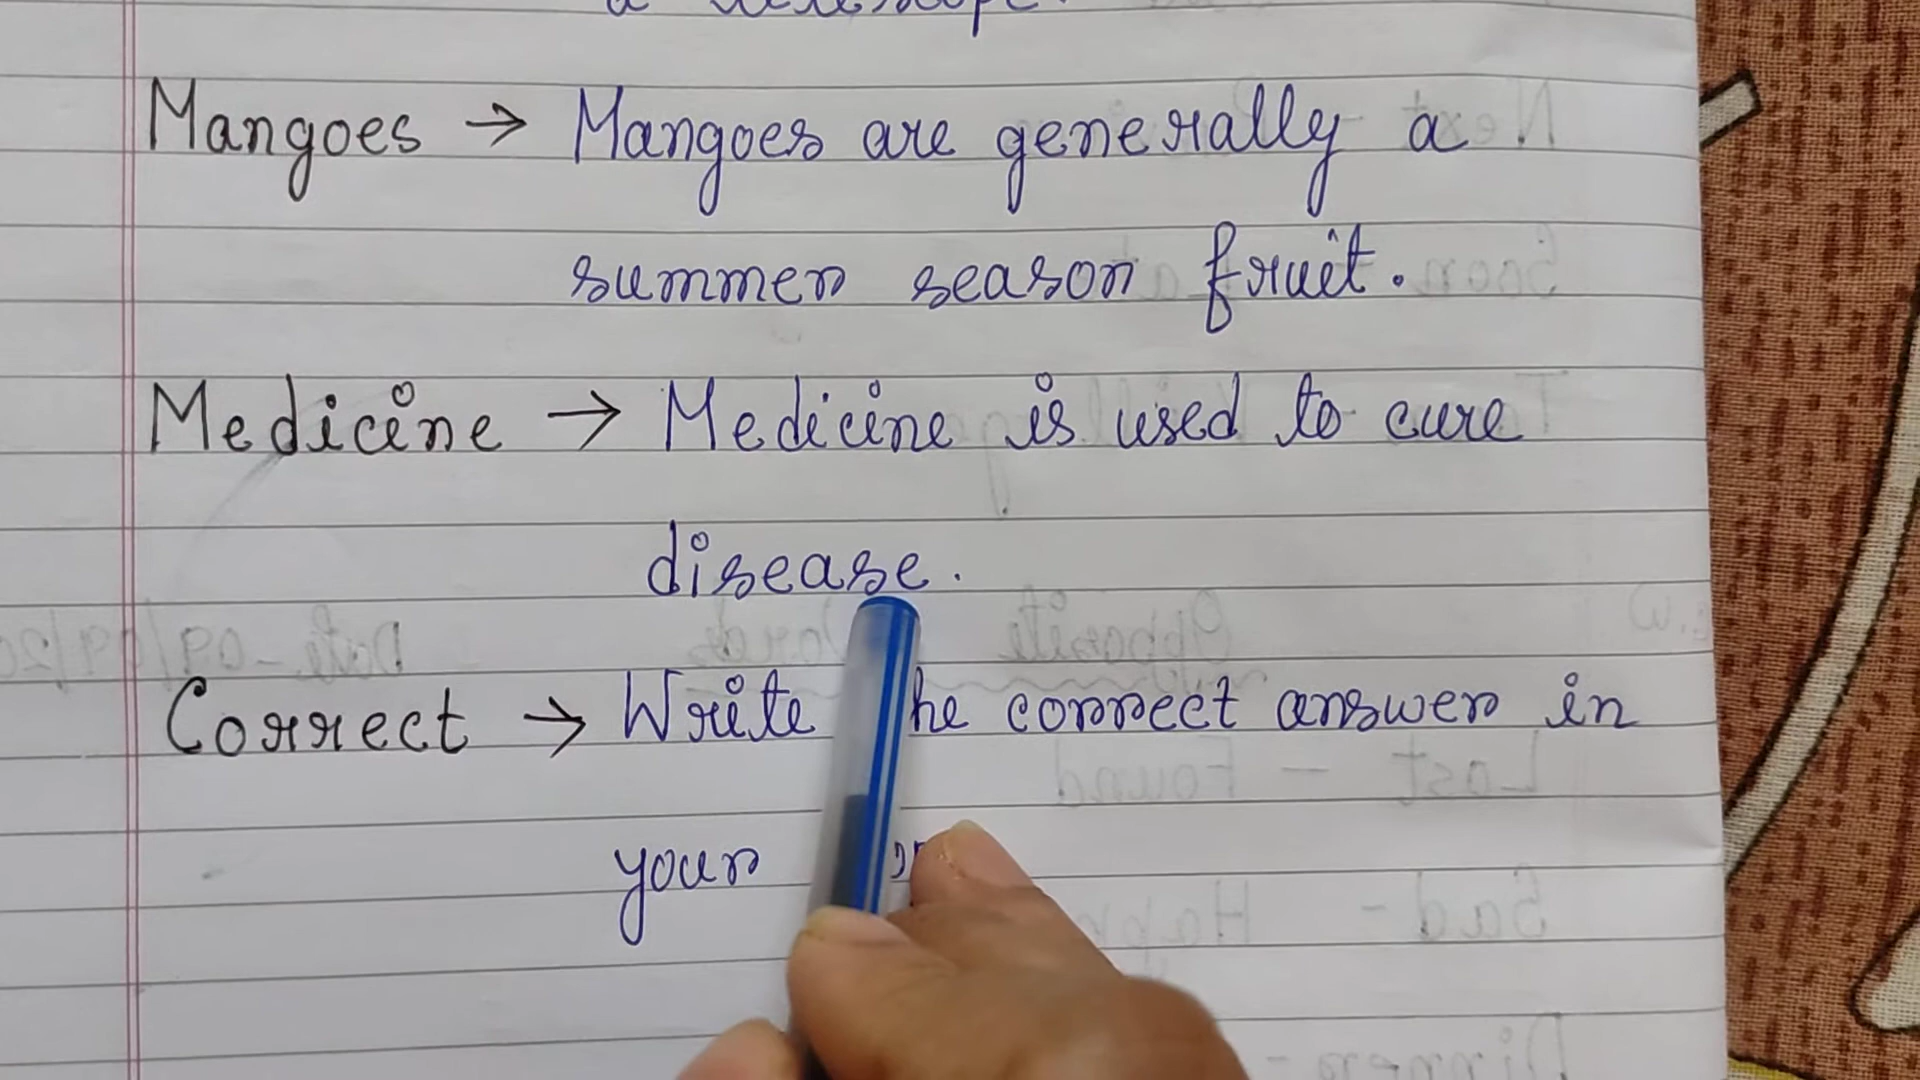 Mangoes → Mangoes are generally a
summer season fruit.
Medicine → Medicine is used to cure
disease.
Correct → Write he correct answer in
your